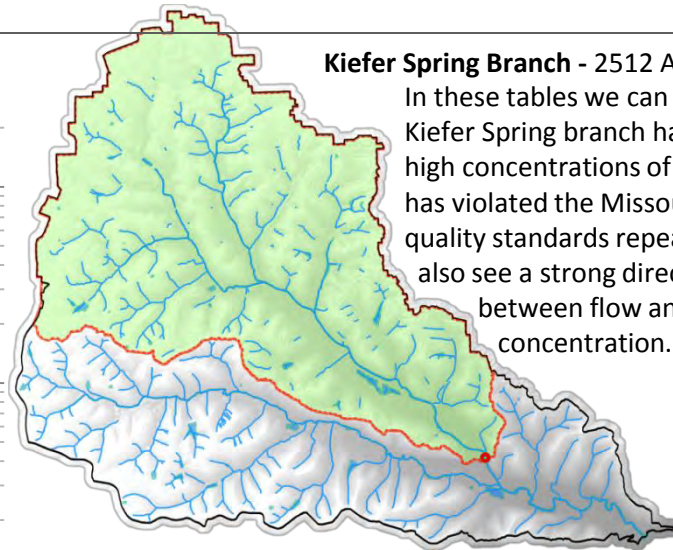 Kiefer Spring Branch - 2512 A
In these tables we can
Kiefer Spring branch ha
high concentrations of
has violated the Missou
quality standards repea
also see a strong direc
between flow an
concentration.